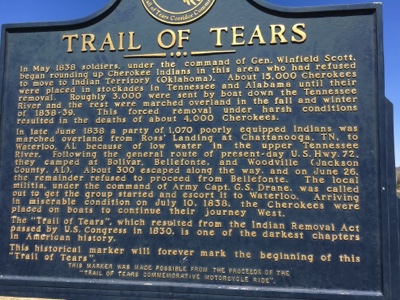 Trail of Tears Corridor Committee
TRAIL OF TEARS
In May 1838 soldiers, under the command of Gen. Winfield Scott,
began rounding up Cherokee Indians in this area who had refused
to move to Indian Territory (Oklahoma). About 15,000 Cherokees
were placed in stockades in Tennessee and Alabama until their
removal. Roughly 3,000 were sent by boat down the Tennessee
River and the rest were marched overland in the fall and winter
of 1838-39. This forced removal under harsh conditions
resulted in the deaths of about 4,000 Cherokees.
In late June 1838 a party of 1,070 poorly equipped Indians was
marched overland from Ross' Landing at Chattanooga, TN, to
Waterloo, AL because of low water in the upper Tennessee
River. Following the general route of present-day U.S. Hwy. 72,
they camped at Bolivar, Bellefonte, and Woodville (Jackson
County, AL). About 300 escaped along the way, and on June 26,
the remainder refused to proceed from Bellefonte. The local
militia, under the command of Army Capt. G.S. Drane, was called
out to get the group started and escort it to Waterloo. Arriving
in miserable condition on July 10, 1838, the Cherokees were
placed on boats to continue their journey West.
The "Trail of Tears", which resulted from the Indian Removal Act
passed by U.S. Congress in 1830, is one of the darkest chapters
in American history.
This historical marker will forever mark the beginning of this
"Trail of Tears".
THIS MARKER WAS MADE POSSIBLE FROM THE PROCEEDS OF THE
"TRAIL OF TEARS COMMEMORATIVE MOTORCYCLE RIDE".